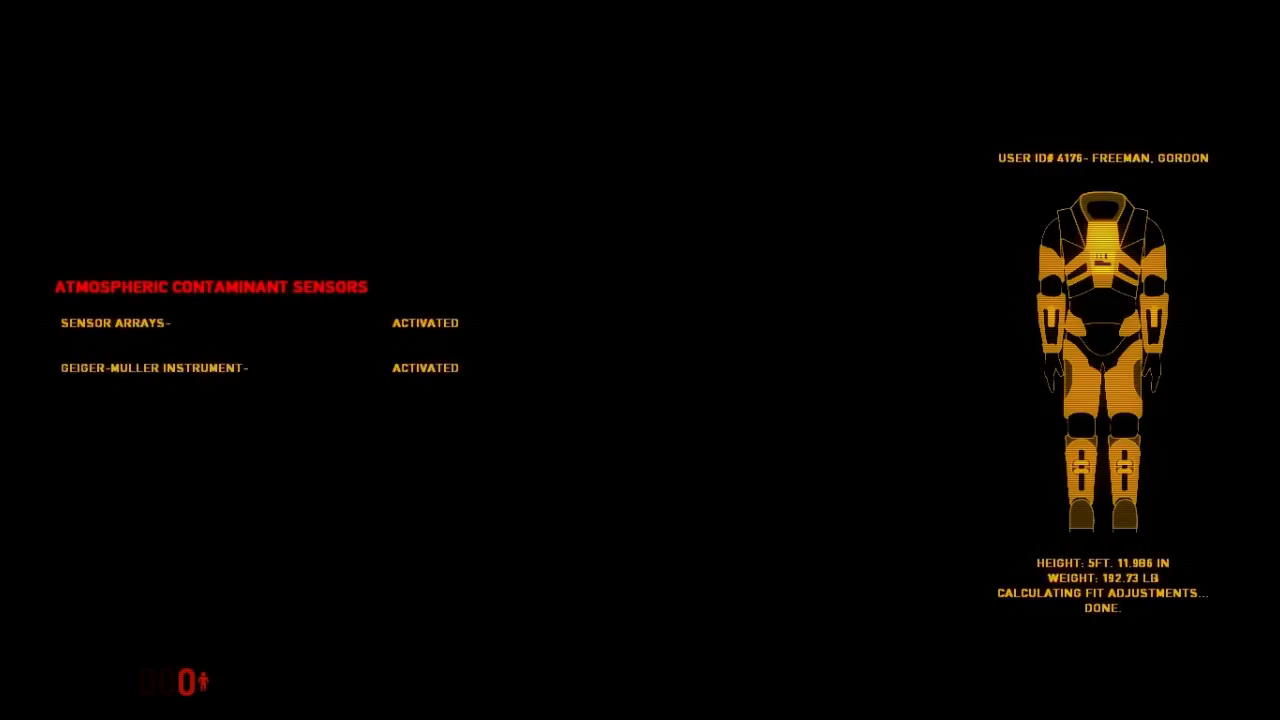 USER ID# 4176- FREEMAN, GORDON
ATMOSPHERIC CONTAMINANT SENSORS
SENSOR ARRAYS- ACTIVATED
GEIGER-MULLER INSTRUMENT- ACTIVATED
HEIGHT: 5FT. 11.986 IN
WEIGHT: 192.73 LB
CALCULATING FIT ADJUSTMENTS...
DONE.
0